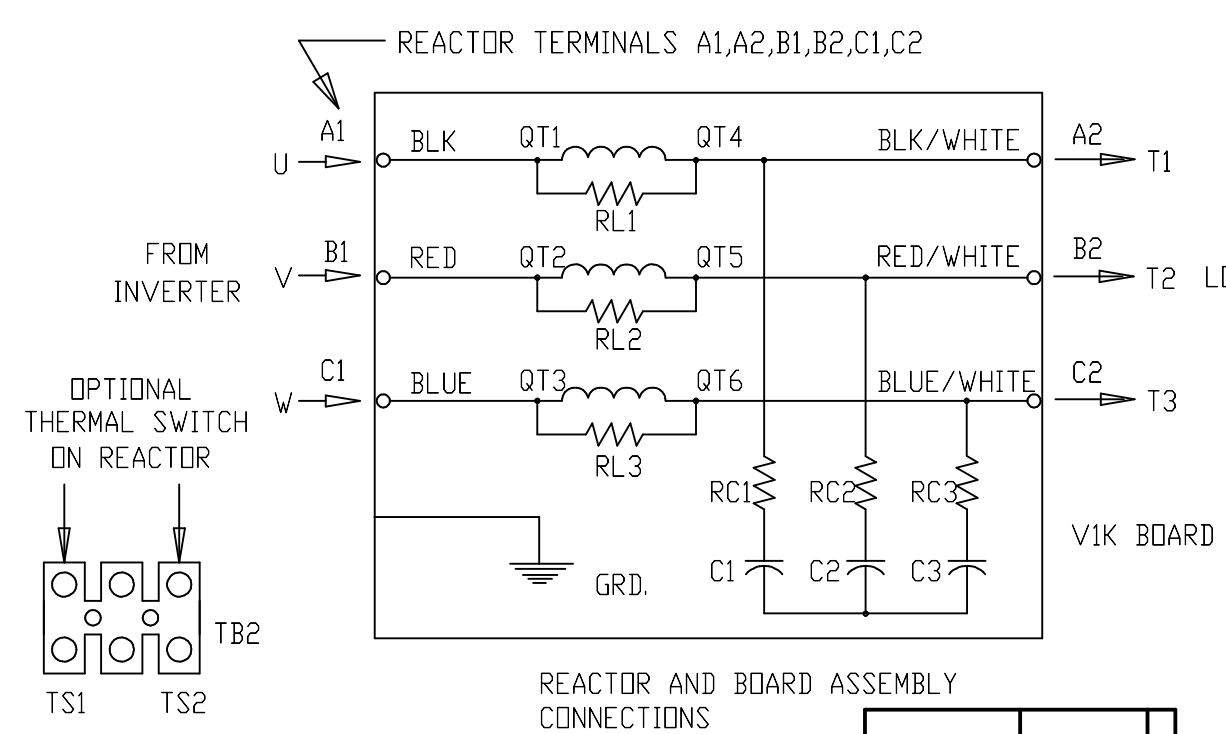 REACTOR TERMINALS A1,A2,B1,B2,C1,C2
A1
BLK
QT1
QT4
BLK/WHITE
A2
U
T1
RL1
FROM
INVERTER
B1
RED
QT2
QT5
RED/WHITE
B2
V
T2
RL2
C1
BLUE
QT3
QT6
BLUE/WHITE
C2
W
T3
RL3
OPTIONAL
THERMAL SWITCH
ON REACTOR
RC1
RC2
RC3
V1K BOARD
C1
C2
C3
GRD.
TB2
TS1
TS2
REACTOR AND BOARD ASSEMBLY
CONNECTIONS